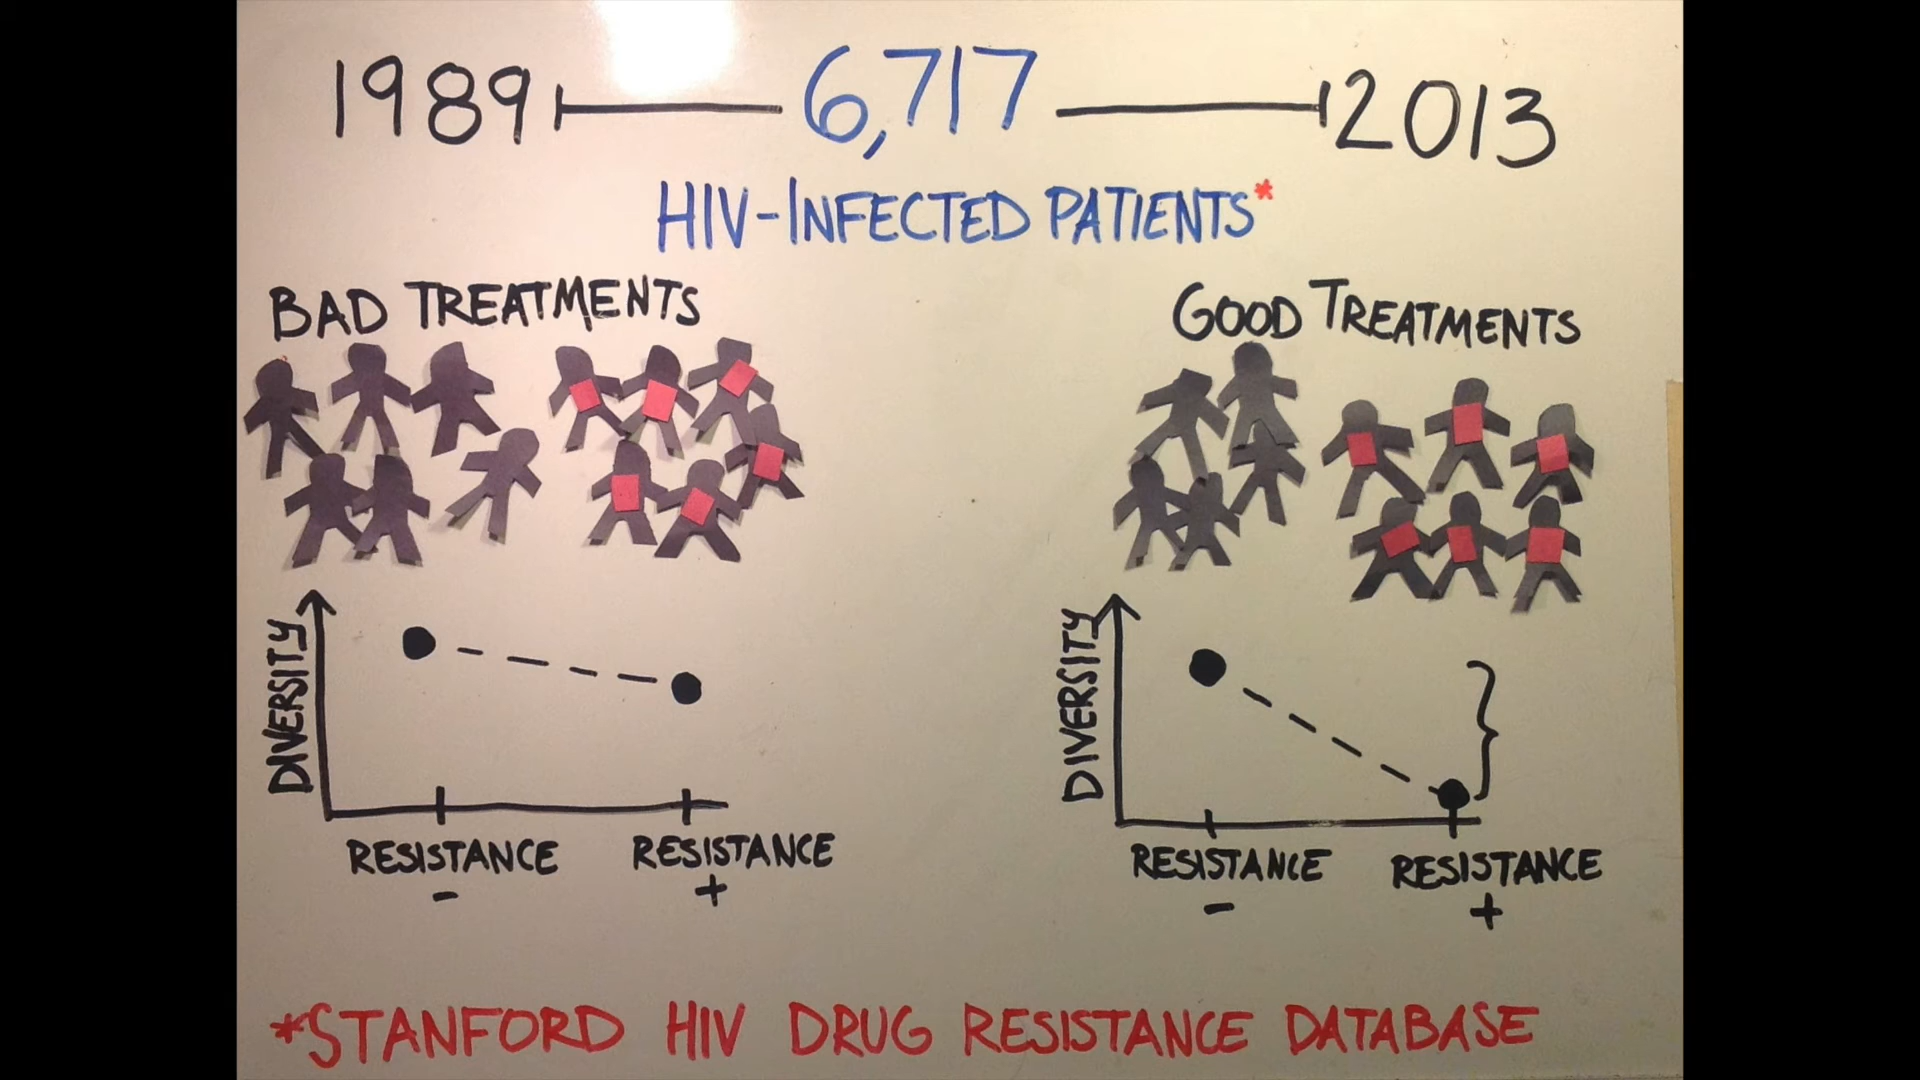 1989 6,717 2013
HIV-INFECTED PATIENTS*
BAD TREATMENTS
GOOD TREATMENTS
DIVERSITY
RESISTANCE
-
RESISTANCE
+
DIVERSITY
RESISTANCE
-
RESISTANCE
+
*STANFORD HIV DRUG RESISTANCE DATABASE